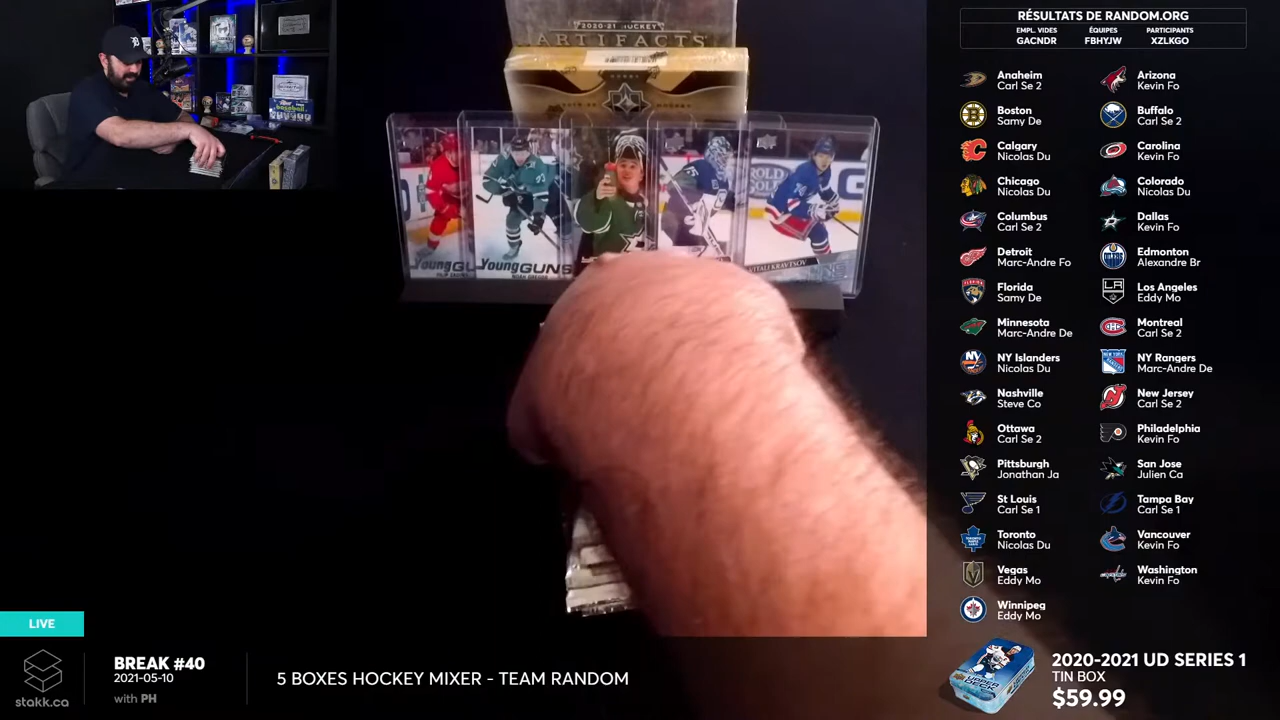 2020-21 HOCKEY
ARTIFACTS
YOUNG GU
YOUNG GUNS
RÉSULTATS DE RANDOM.ORG
EMPL. VIDES
GACNDR
ÉQUIPES
FBHYJW
PARTICIPANTS
XZLKGO
Anaheim
Carl Se 2
Arizona
Kevin Fo
Boston
Samy De
Buffalo
Carl Se 2
Calgary
Nicolas Du
Carolina
Kevin Fo
Chicago
Nicolas Du
Colorado
Nicolas Du
Columbus
Carl Se 2
Dallas
Kevin Fo
Detroit
Marc-Andre Fo
Edmonton
Alexandre Br
Florida
Samy De
Los Angeles
Eddy Mo
Minnesota
Marc-Andre De
Montreal
Carl Se 2
NY Islanders
Nicolas Du
NY Rangers
Marc-Andre De
Nashville
Steve Co
New Jersey
Carl Se 2
Ottawa
Carl Se 2
Philadelphia
Kevin Fo
Pittsburgh
Jonathan Ja
San Jose
Julien Ca
St Louis
Carl Se 1
Tampa Bay
Carl Se 1
Toronto
Nicolas Du
Vancouver
Kevin Fo
Vegas
Eddy Mo
Washington
Kevin Fo
Winnipeg
Eddy Mo
LIVE
stakk.ca
BREAK #40
2021-05-10
with PH
5 BOXES HOCKEY MIXER - TEAM RANDOM
2020-2021 UD SERIES 1
TIN BOX
$59.99